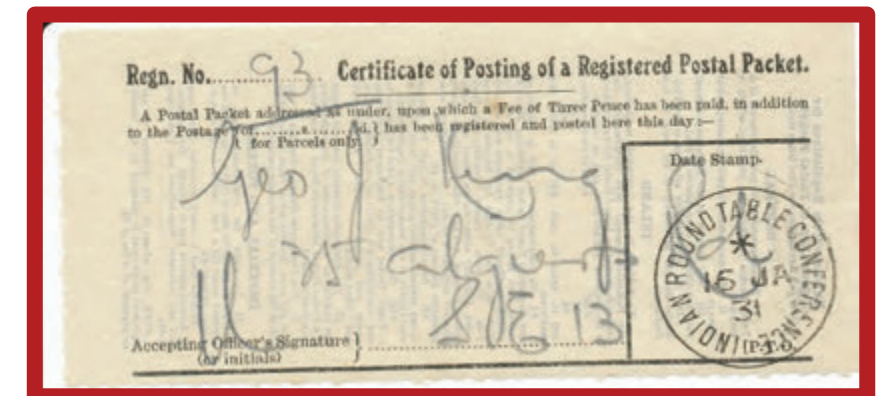 Regn. No. 93 Certificate of Posting of a Registered Postal Packet.
A Postal Packet addressed as under, upon which a Fee of Three Pence has been paid, in addition
to the Postage (of......s......d. for Parcels only) has been registered and posted here this day :—
Geo J King
Date Stamp.
11 St
S E 13
INDIAN ROUND TABLE CONFERENCE
*
15 JA
31
Accepting Officer's Signature
(or initials)
(P.T.O.